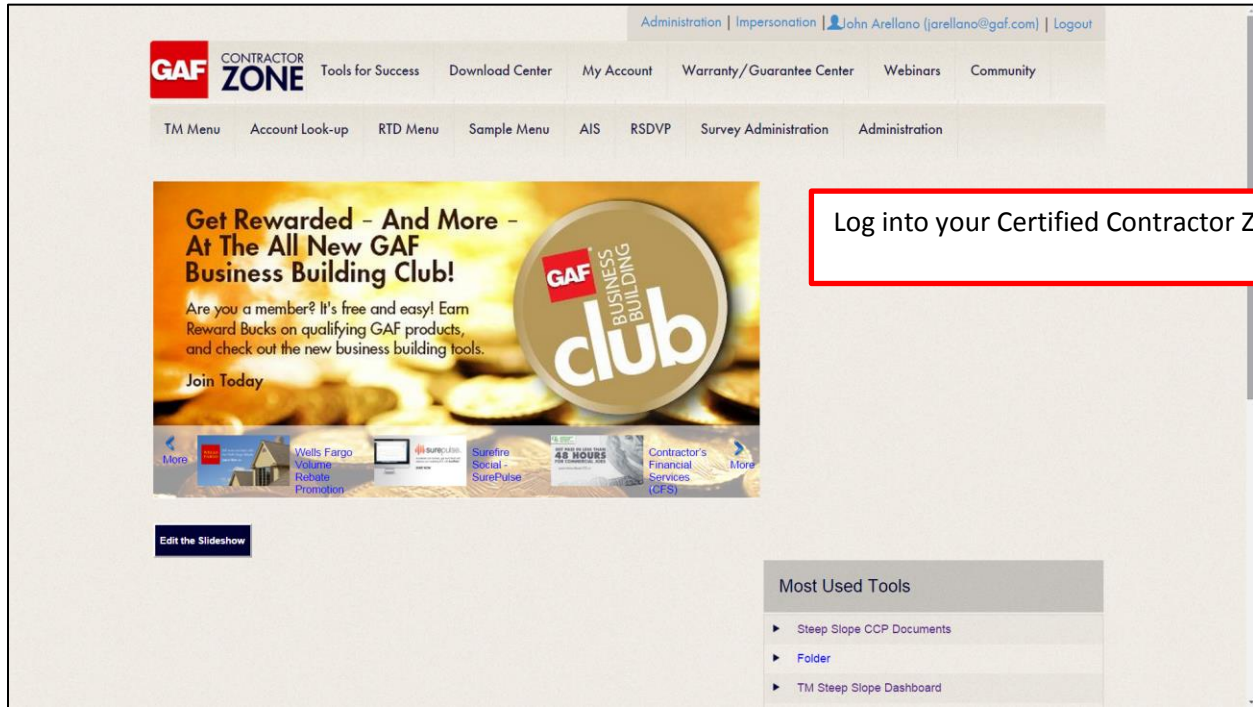 Administration | Impersonation | John Arellano (jarellano@gaf.com) | Logout
GAF CONTRACTOR ZONE
Tools for Success Download Center My Account Warranty/Guarantee Center Webinars Community
TM Menu Account Look-up RTD Menu Sample Menu AIS RSDVP Survey Administration Administration
Get Rewarded – And More –
At The All New GAF
Business Building Club!
Are you a member? It's free and easy! Earn
Reward Bucks on qualifying GAF products,
and check out the new business building tools.
Join Today
GAF
BUSINESS
BUILDING
club
Log into your Certified Contractor Z
More
Wells Fargo
Volume
Rebate
Promotion
surepulse.
Surefire
Social -
SurePulse
48 HOURS
Contractor's
Financial
Services
(CFS)
More
Edit the Slideshow
Most Used Tools
Steep Slope CCP Documents
Folder
TM Steep Slope Dashboard